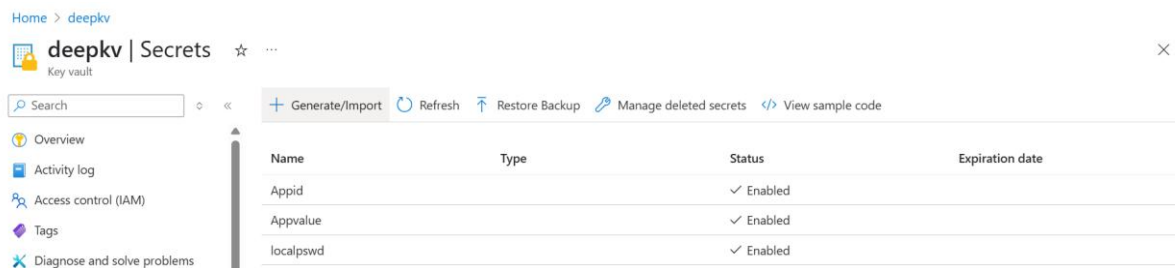 Home > deepkv
deepkv | Secrets ☆ ...
Key vault
Search
Overview
Activity log
Access control (IAM)
Tags
Diagnose and solve problems
+ Generate/Import Refresh Restore Backup Manage deleted secrets </> View sample code
Name Type Status Expiration date
Appid ✓ Enabled
Appvalue ✓ Enabled
localpswd ✓ Enabled